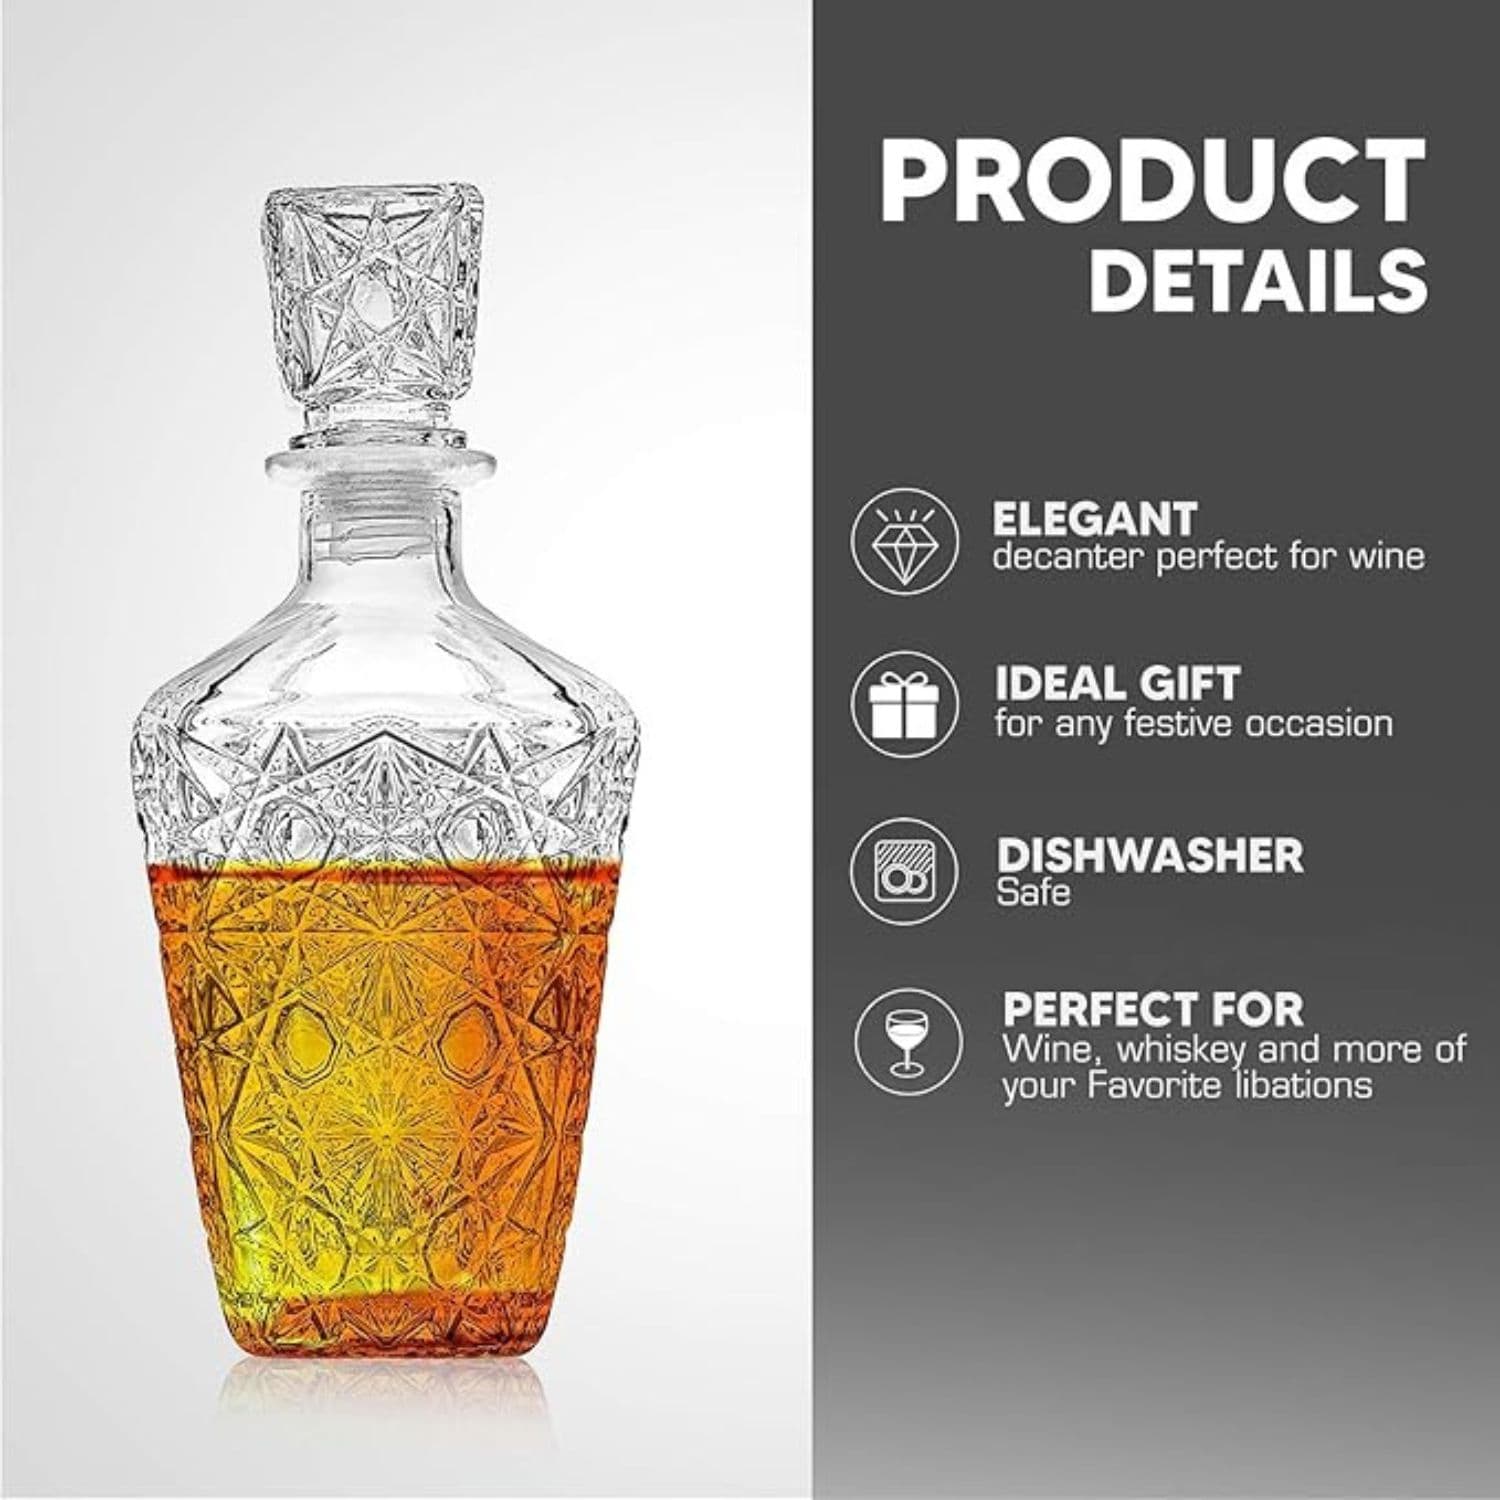 PRODUCT
DETAILS
ELEGANT
decanter perfect for wine
IDEAL GIFT
for any festive occasion
DISHWASHER
Safe
PERFECT FOR
Wine, whiskey and more of
your Favorite libations